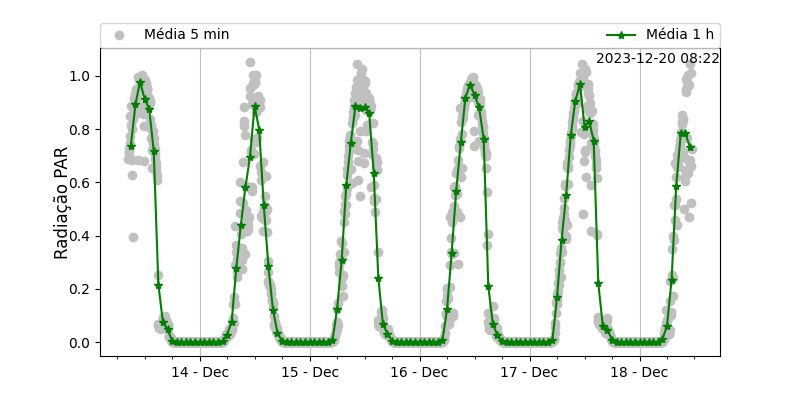 Média 5 min
Média 1 h
2023-12-20 08:22
Radiação PAR
1.0
0.8
0.6
0.4
0.2
0.0
14 - Dec
15 - Dec
16 - Dec
17 - Dec
18 - Dec